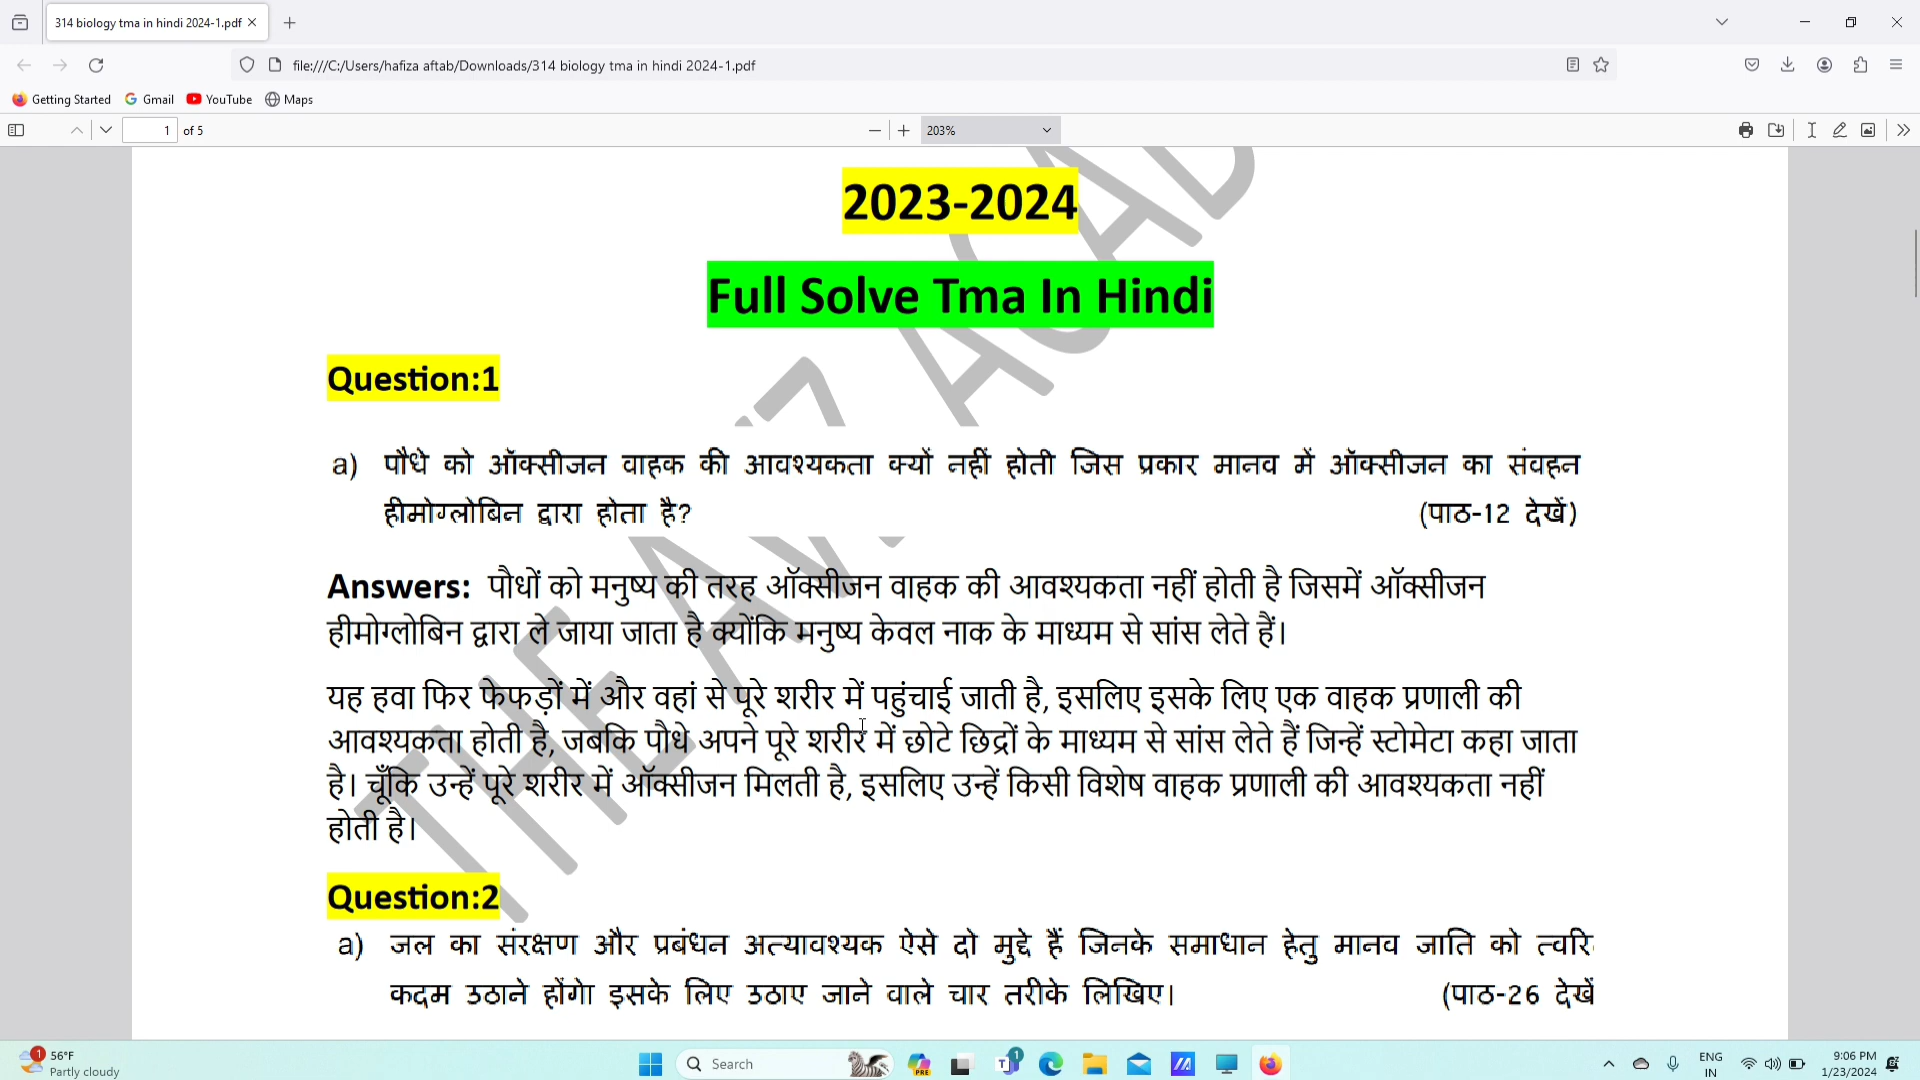 314 biology tma in hindi 2024-1.pdf
file:///C:/Users/hafiza aftab/Downloads/314 biology tma in hindi 2024-1.pdf
Getting Started Gmail YouTube Maps
1 of 5 203%
2023-2024
Full Solve Tma In Hindi
Question:1
a) पौधे को ऑक्सीजन वाहक की आवश्यकता क्यों नहीं होती जिस प्रकार मानव में ऑक्सीजन का संवहन
हीमोग्लोबिन द्वारा होता है? (पाठ-12 देखें)
Answers: पौधों को मनुष्य की तरह ऑक्सीजन वाहक की आवश्यकता नहीं होती है जिसमें ऑक्सीजन
हीमोग्लोबिन द्वारा ले जाया जाता है क्योंकि मनुष्य केवल नाक के माध्यम से सांस लेते हैं।
यह हवा फिर फेफड़ों में और वहां से पूरे शरीर में पहुंचाई जाती है, इसलिए इसके लिए एक वाहक प्रणाली की
आवश्यकता होती है, जबकि पौधे अपने पूरे शरीर में छोटे छिद्रों के माध्यम से सांस लेते हैं जिन्हें स्टोमेटा कहा जाता
है। चूँकि उन्हें पूरे शरीर में ऑक्सीजन मिलती है, इसलिए उन्हें किसी विशेष वाहक प्रणाली की आवश्यकता नहीं
होती है।
Question:2
a) जल का संरक्षण और प्रबंधन अत्यावश्यक ऐसे दो मुद्दे हैं जिनके समाधान हेतु मानव जाति को
कदम उठाने होंगे इसके लिए उठाए जाने वाले चार तरीके लिखिए। (पाठ-26 देखें
THE AVZ ACAD
1 56°F
Partly cloudy
Search
PRE
1
ENG
IN
9:06 PM
1/23/2024